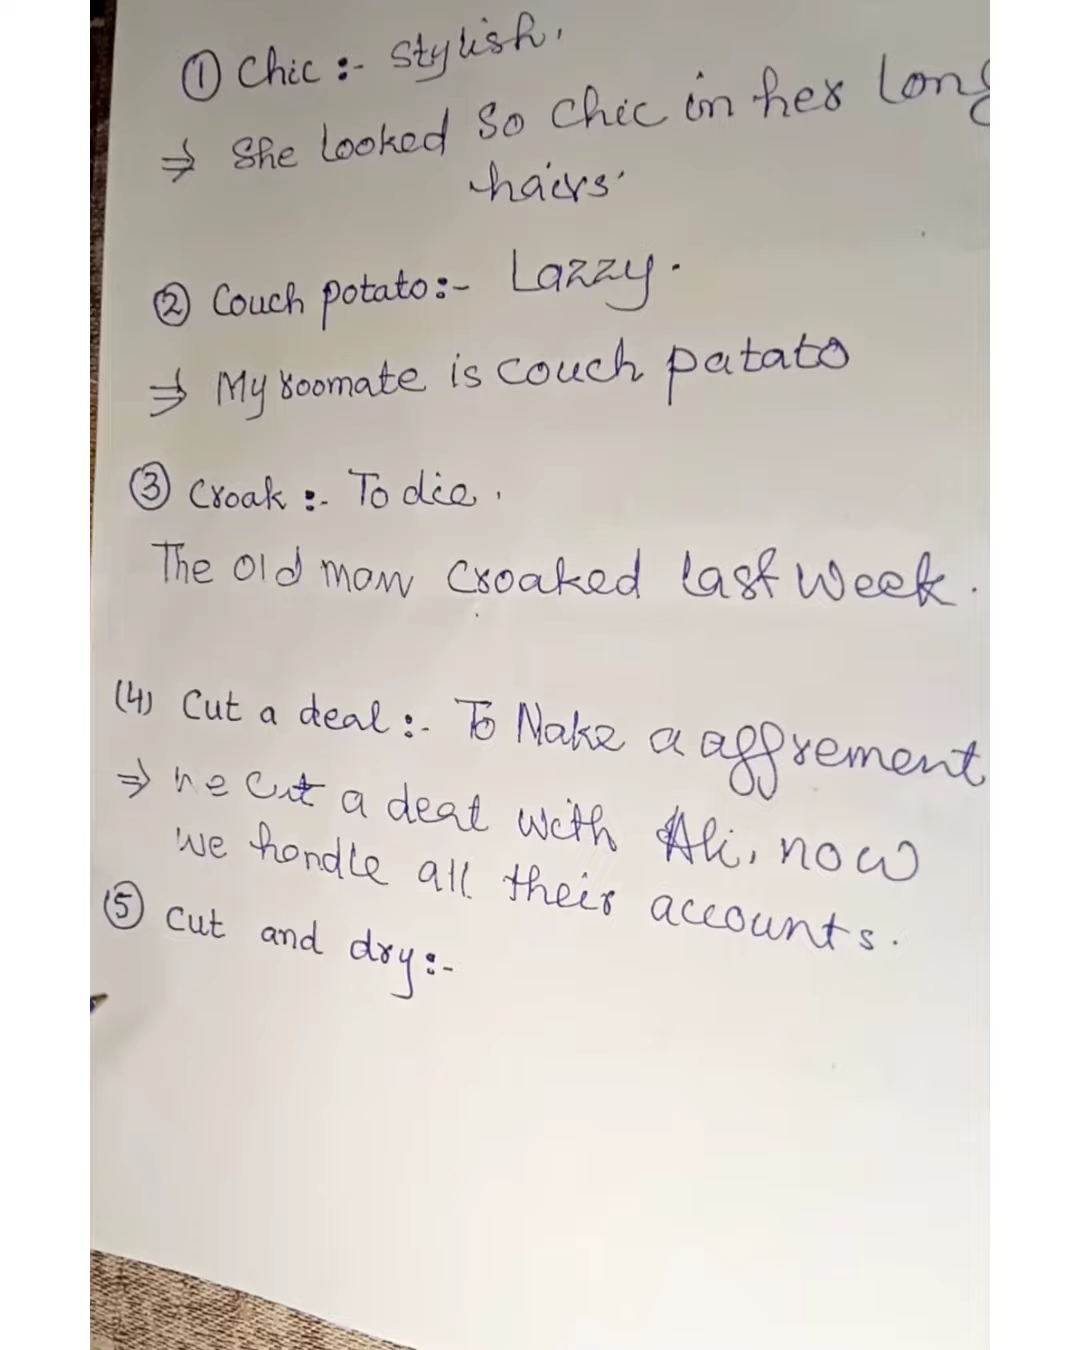 ① Chic :- Stylish.
⇒ She looked So chic in her Long
hairs.
② Couch potato :- Lazzy.
⇒ My roomate is couch patato
③ Croak :- To die.
The old man croaked last week.
(4) Cut a deal :- To Make a aggrement
⇒ we cut a deal with Ali, now
we handle all their accounts.
⑤ Cut and dry :-